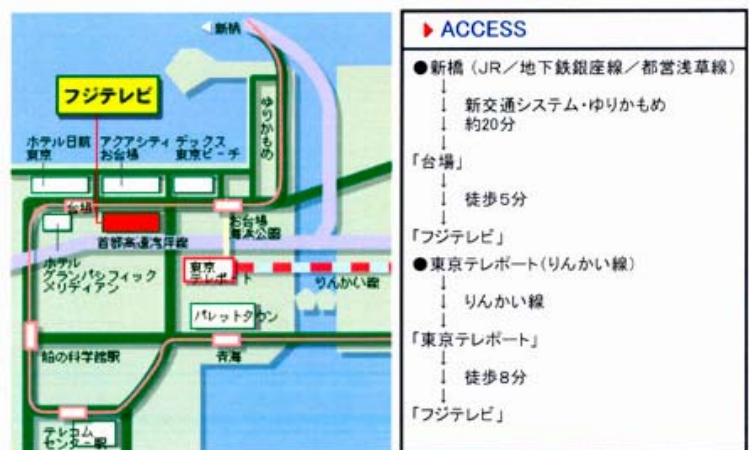 新橋
フジテレビ
ゆりかもめ
ホテル日航
東京
アクアシティ
お台場
デックス
東京ビーチ
台場
お台場
海浜公園
首都高速湾岸線
ホテル
グランパシフィック
メリディアン
東京
テレポート
りんかい線
パレットタウン
船の科学館駅
青海
テレコム
センター駅
ACCESS
●新橋（JR／地下鉄銀座線／都営浅草線）
↓
↓ 新交通システム・ゆりかもめ
↓ 約20分
↓
「台場」
↓
↓ 徒歩5分
↓
「フジテレビ」
●東京テレポート（りんかい線）
↓
↓ りんかい線
↓
「東京テレポート」
↓
↓ 徒歩8分
↓
「フジテレビ」